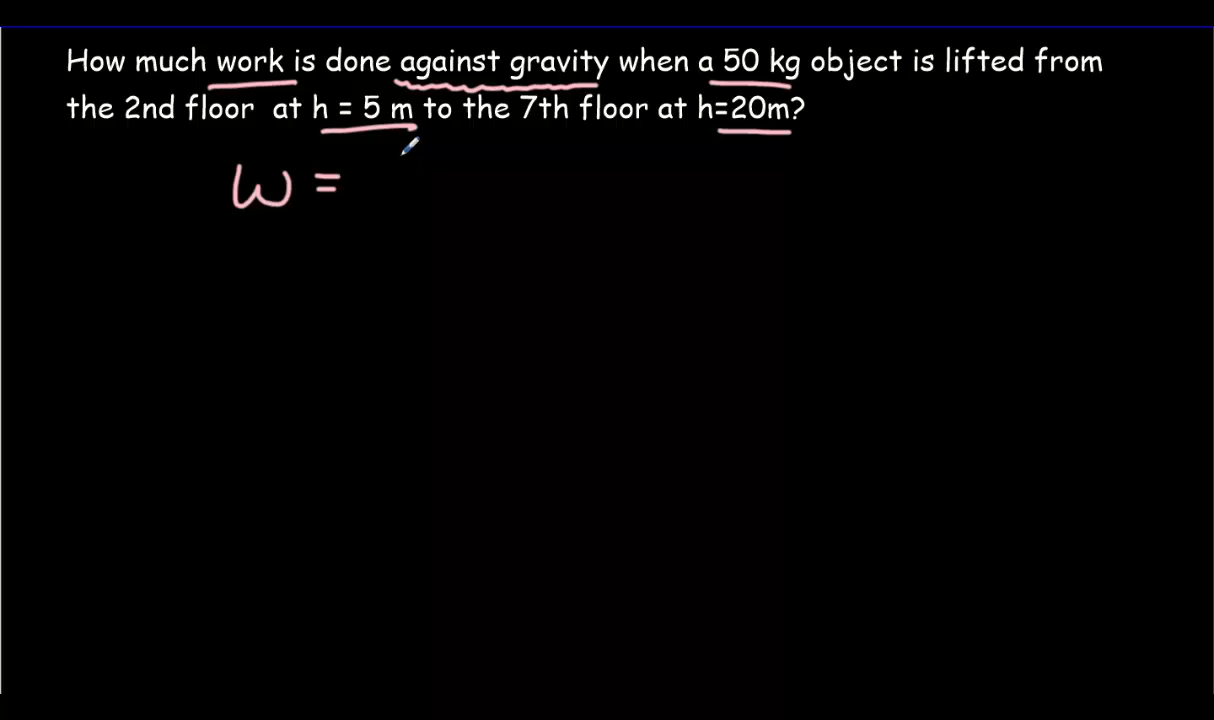 How much work is done against gravity when a 50 kg object is lifted from
the 2nd floor at h = 5 m to the 7th floor at h=20m?
W =